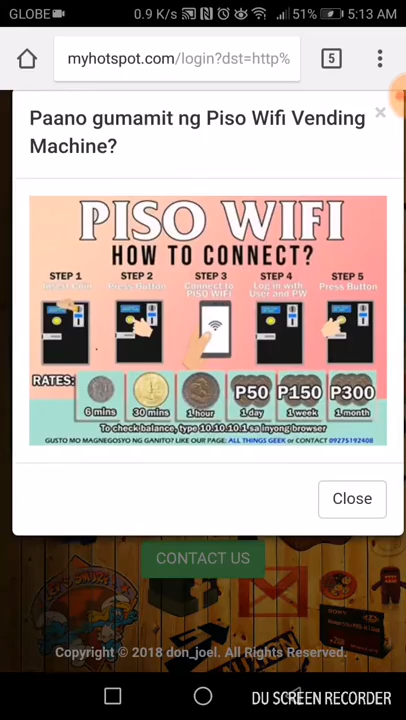 GLOBE
0.9 K/s
51% 5:13 AM
myhotspot.com/login?dst=http%
5
Paano gumamit ng Piso Wifi Vending
Machine?
×
PISO WIFI
HOW TO CONNECT?
STEP 1 STEP 2 STEP 3 STEP 4 STEP 5
Insert Coin Press Button Connect to PISO WIFI Log in with User and PW Press Button
RATES:
P50 P150 P300
6 mins 30 mins 1 hour 1 day 1 week 1 month
To check balance, type 10.10.10.1 sa inyong browser
GUSTO MO MAGNEGOSYO NG GANITO? LIKE OUR PAGE: ALL THINGS GEEK or CONTACT 09275192408
Close
CONTACT US
Copyright © 2018 don_joel. All Rights Reserved.
DU SCREEN RECORDER